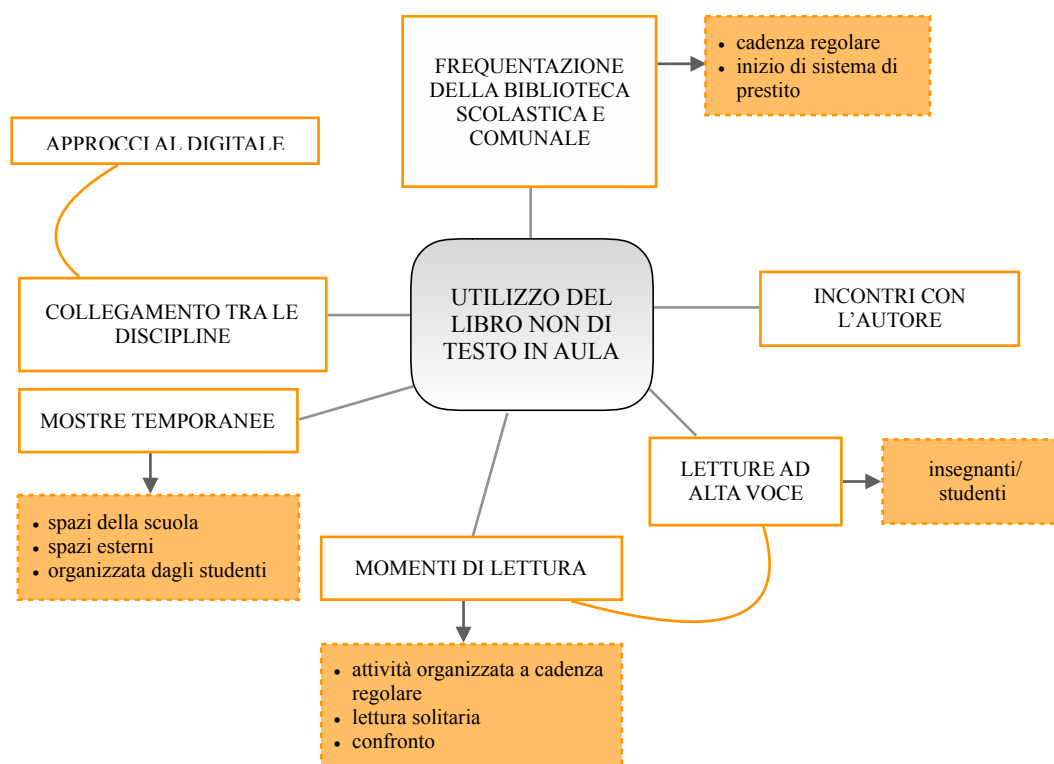 FREQUENTAZIONE
DELLA BIBLIOTECA
SCOLASTICA E
COMUNALE
• cadenza regolare
• inizio di sistema di
prestito
APPROCCI AL DIGITALE
COLLEGAMENTO TRA LE
DISCIPLINE
UTILIZZO DEL
LIBRO NON DI
TESTO IN AULA
INCONTRI CON
L’AUTORE
MOSTRE TEMPORANEE
• spazi della scuola
• spazi esterni
• organizzata dagli studenti
LETTURE AD
ALTA VOCE
insegnanti/
studenti
MOMENTI DI LETTURA
• attività organizzata a cadenza
regolare
• lettura solitaria
• confronto